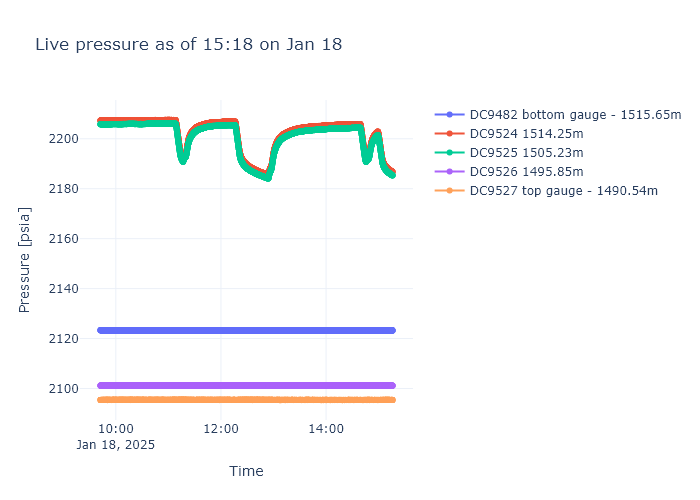 Live pressure as of 15:18 on Jan 18
DC9482 bottom gauge - 1515.65m
DC9524 1514.25m
DC9525 1505.23m
DC9526 1495.85m
DC9527 top gauge - 1490.54m
Pressure [psia]
2200
2180
2160
2140
2120
2100
10:00
Jan 18, 2025
12:00
14:00
Time